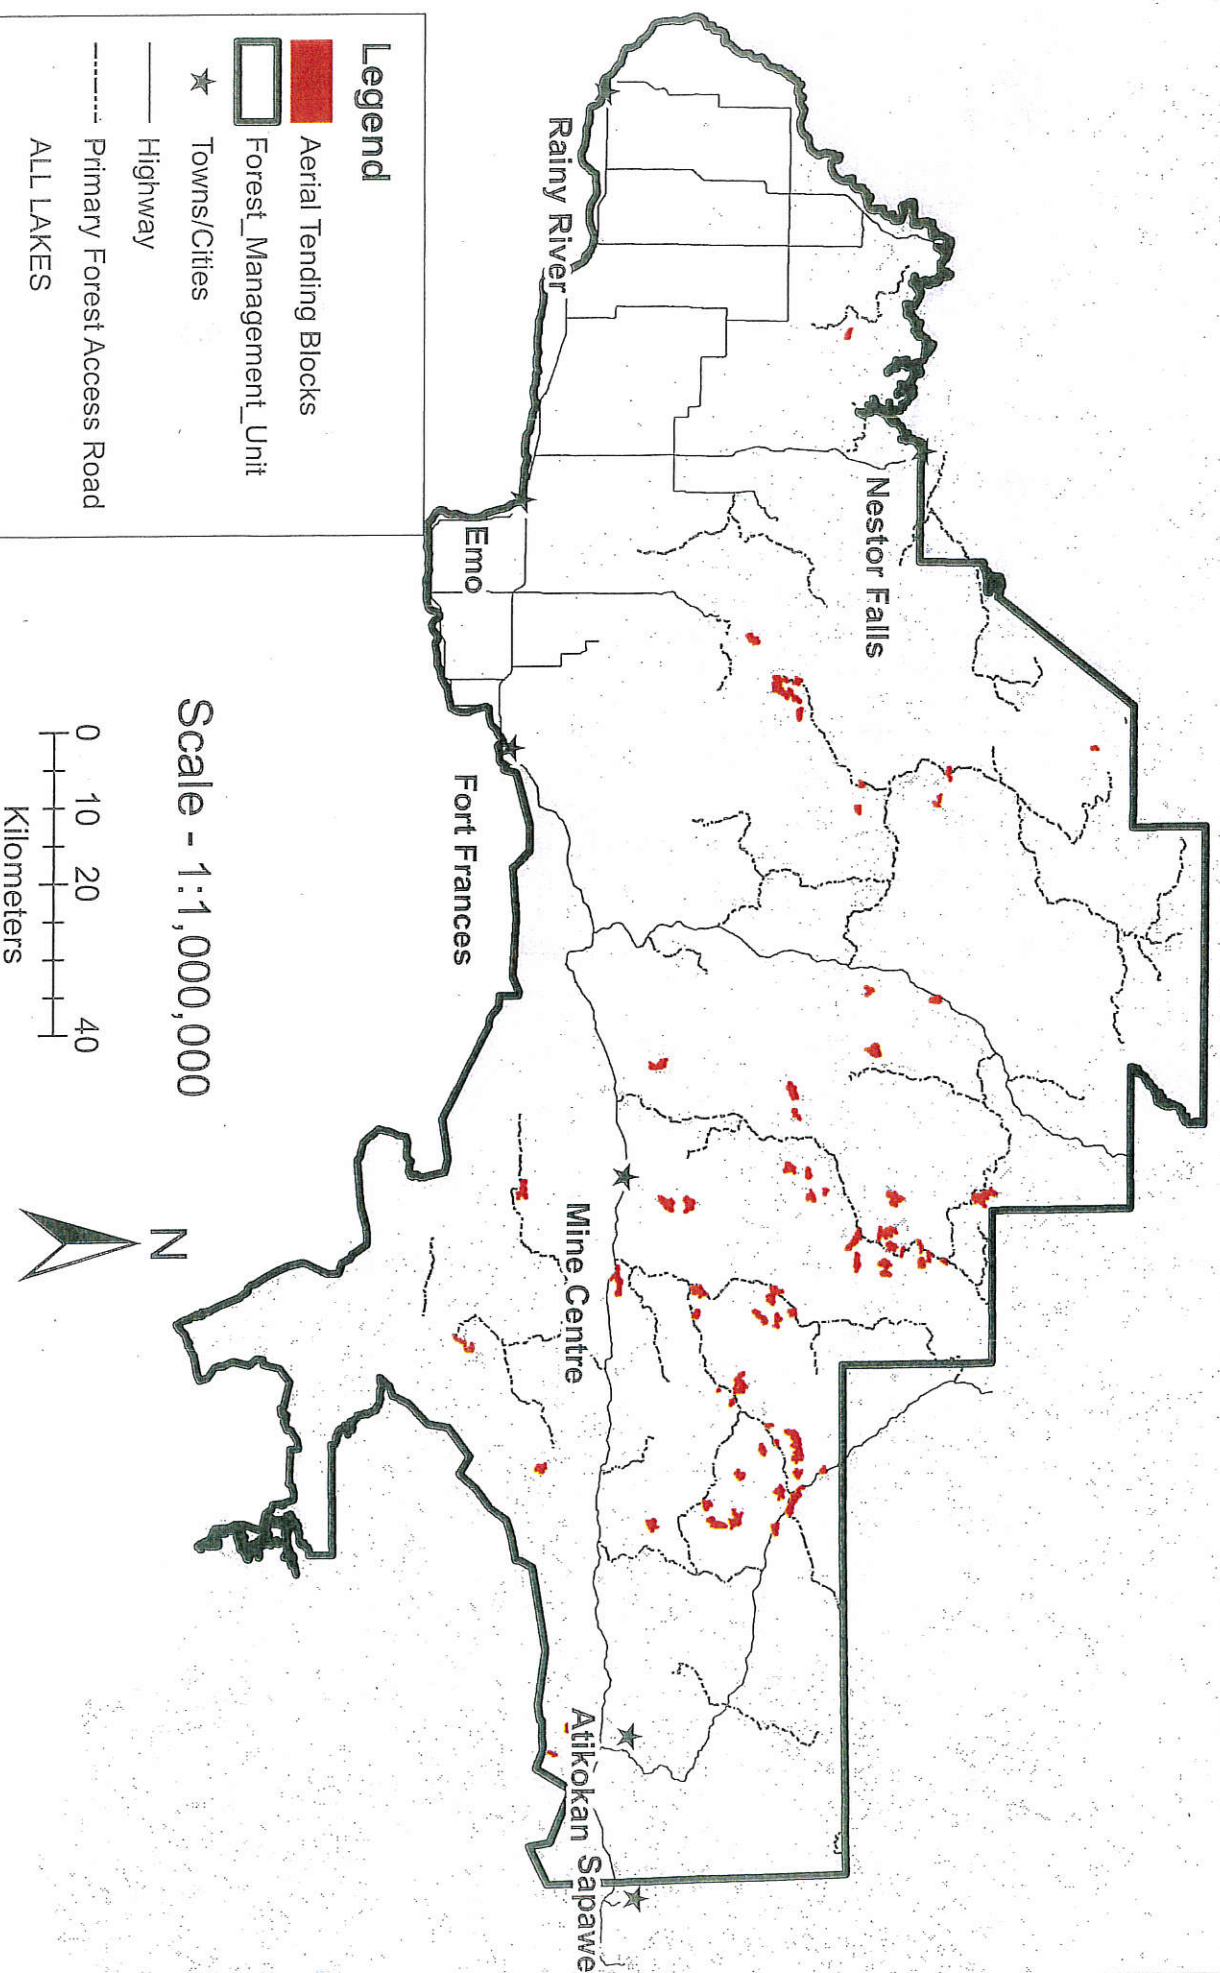 Nestor Falls
Rainy River
Emo
Fort Frances
Mine Centre
Atikokan
Sapawe
Legend
Aerial Tending Blocks
Forest_Management_Unit
Towns/Cities
Highway
Primary Forest Access Road
ALL LAKES
Scale - 1:1,000,000
0 10 20 40
Kilometers
N